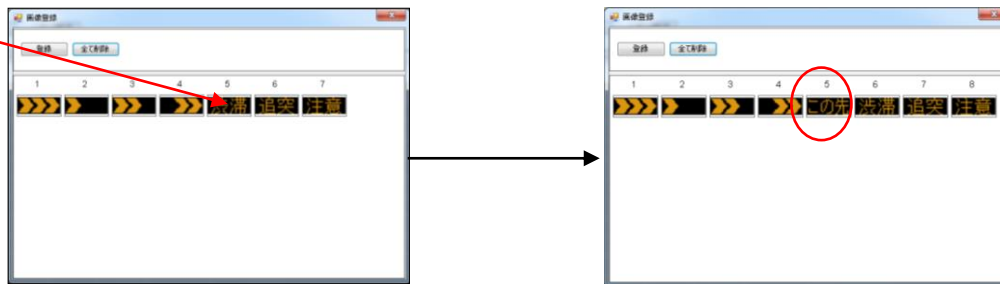 画像登録
登録 全て削除
1 2 3 4 5 6 7
渋滞 追突 注意
画像登録
登録 全て削除
1 2 3 4 5 6 7 8
この先 渋滞 追突 注意